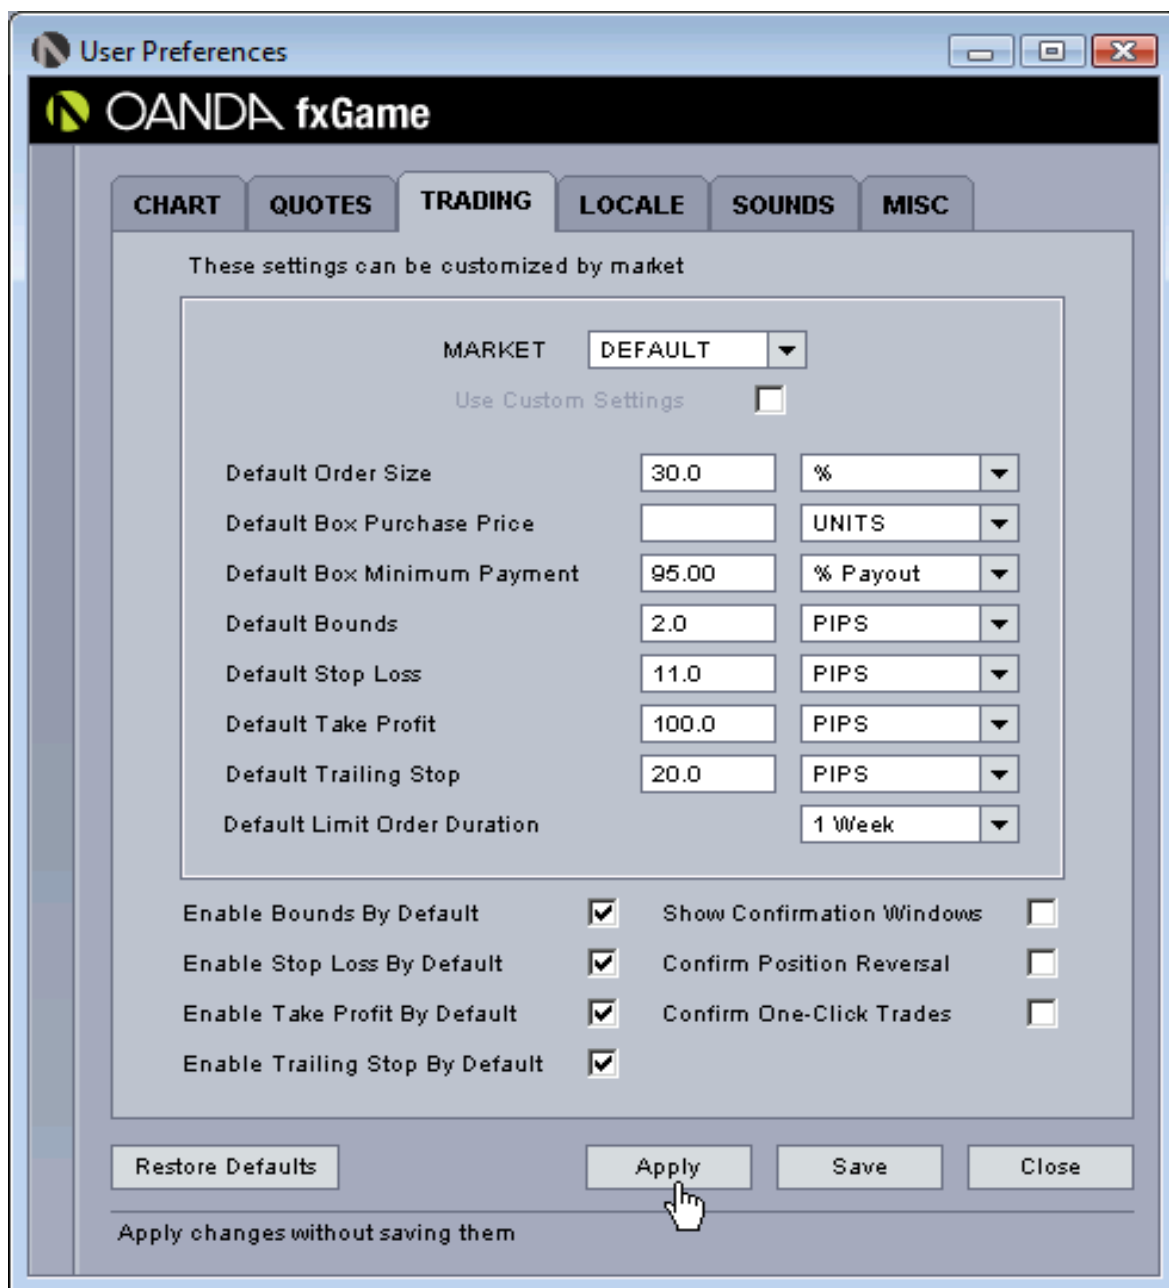 User Preferences
OANDA fxGame
CHART QUOTES TRADING LOCALE SOUNDS MISC
These settings can be customized by market
MARKET DEFAULT
Use Custom Settings
Default Order Size 30.0 %
Default Box Purchase Price UNITS
Default Box Minimum Payment 95.00 % Payout
Default Bounds 2.0 PIPS
Default Stop Loss 11.0 PIPS
Default Take Profit 100.0 PIPS
Default Trailing Stop 20.0 PIPS
Default Limit Order Duration 1 Week
Enable Bounds By Default Show Confirmation Windows
Enable Stop Loss By Default Confirm Position Reversal
Enable Take Profit By Default Confirm One-Click Trades
Enable Trailing Stop By Default
Restore Defaults Apply Save Close
Apply changes without saving them